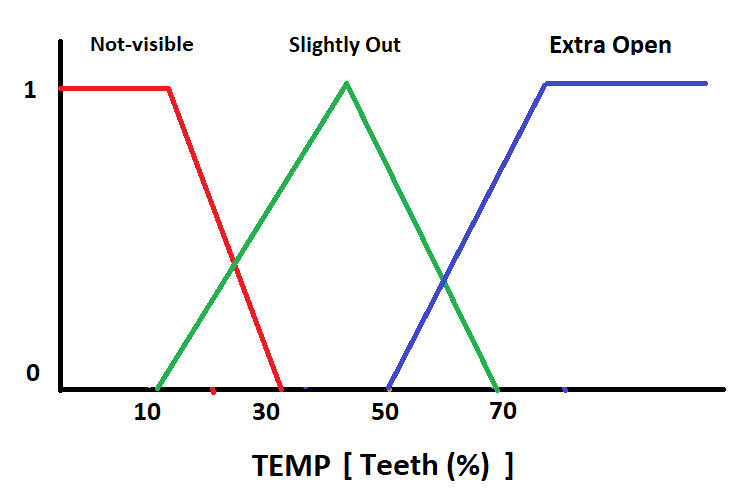 Not-visible Slightly Out Extra Open
1
0
10 30 50 70
TEMP [ Teeth (%) ]